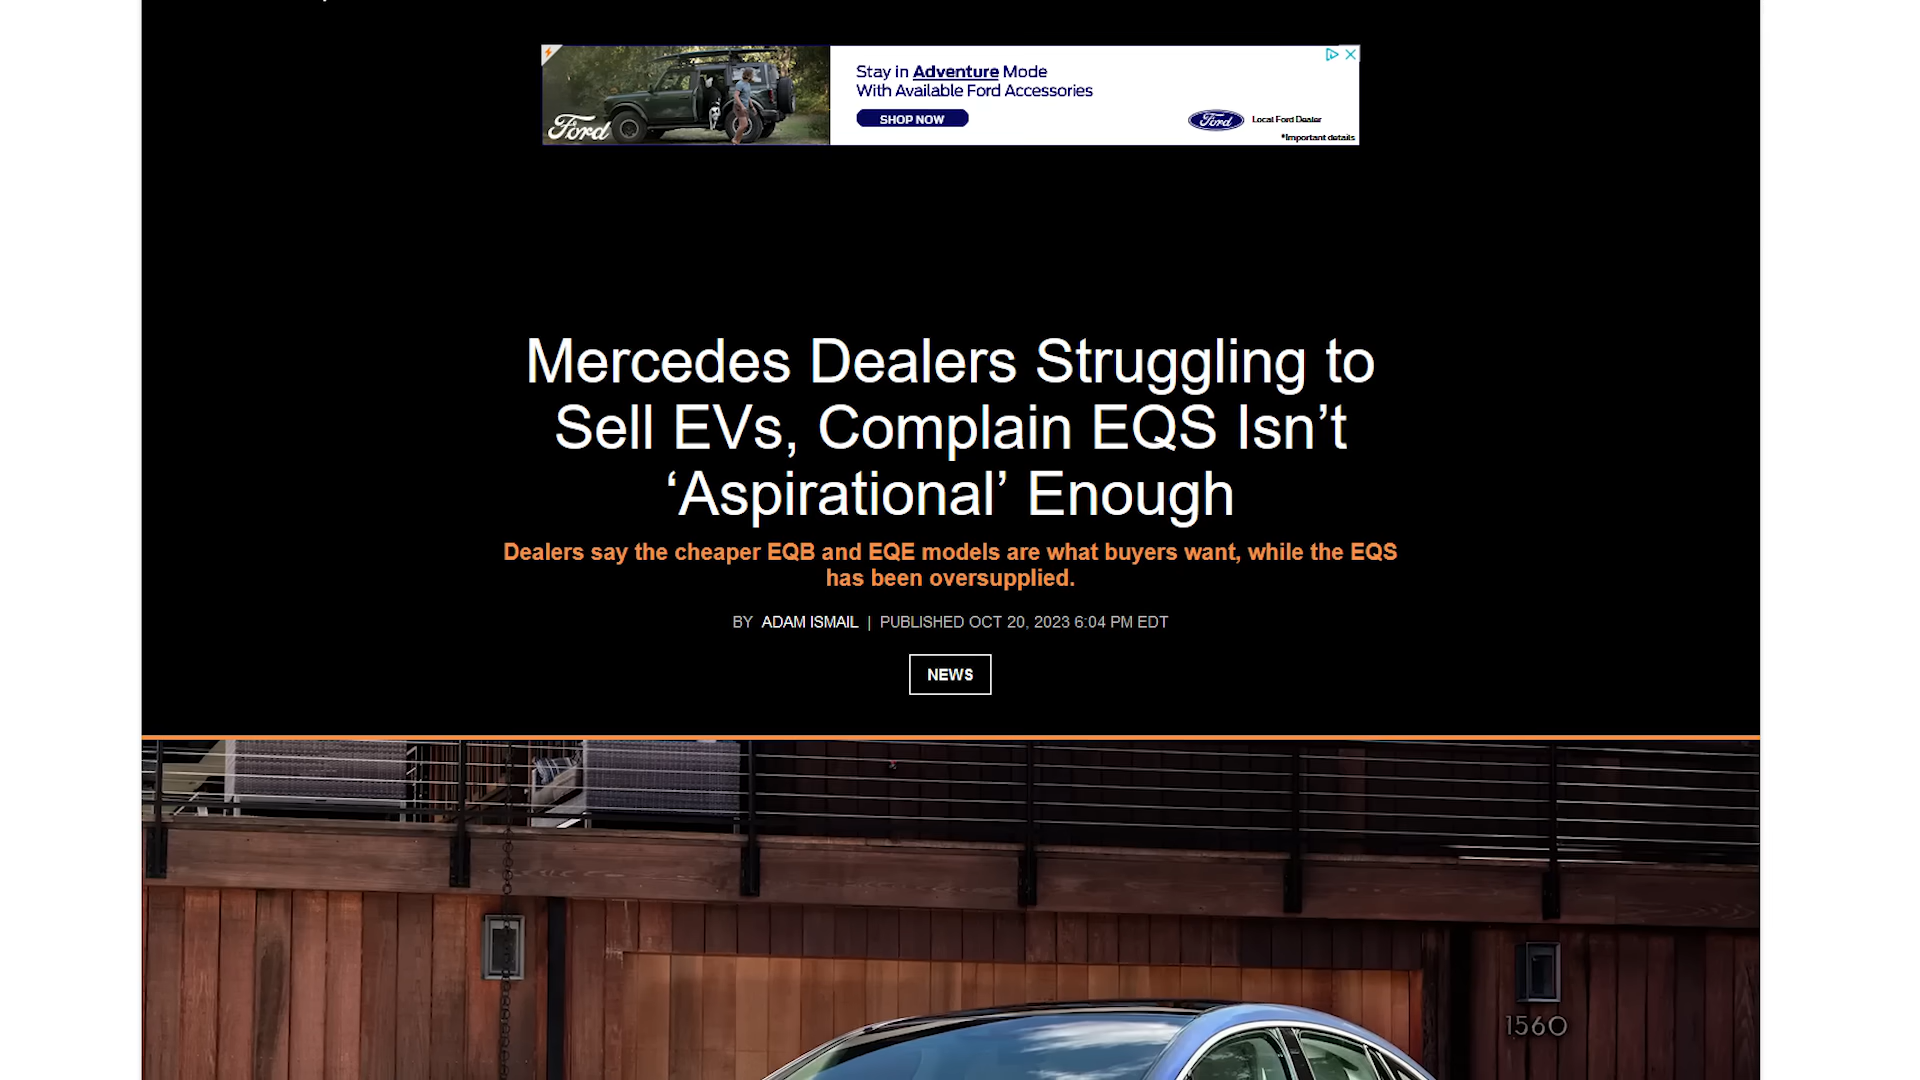 Stay in Adventure Mode
With Available Ford Accessories
SHOP NOW
Ford
Ford
Local Ford Dealer
*Important details
Mercedes Dealers Struggling to
Sell EVs, Complain EQS Isn’t
‘Aspirational’ Enough
Dealers say the cheaper EQB and EQE models are what buyers want, while the EQS
has been oversupplied.
BY ADAM ISMAIL | PUBLISHED OCT 20, 2023 6:04 PM EDT
NEWS
1560